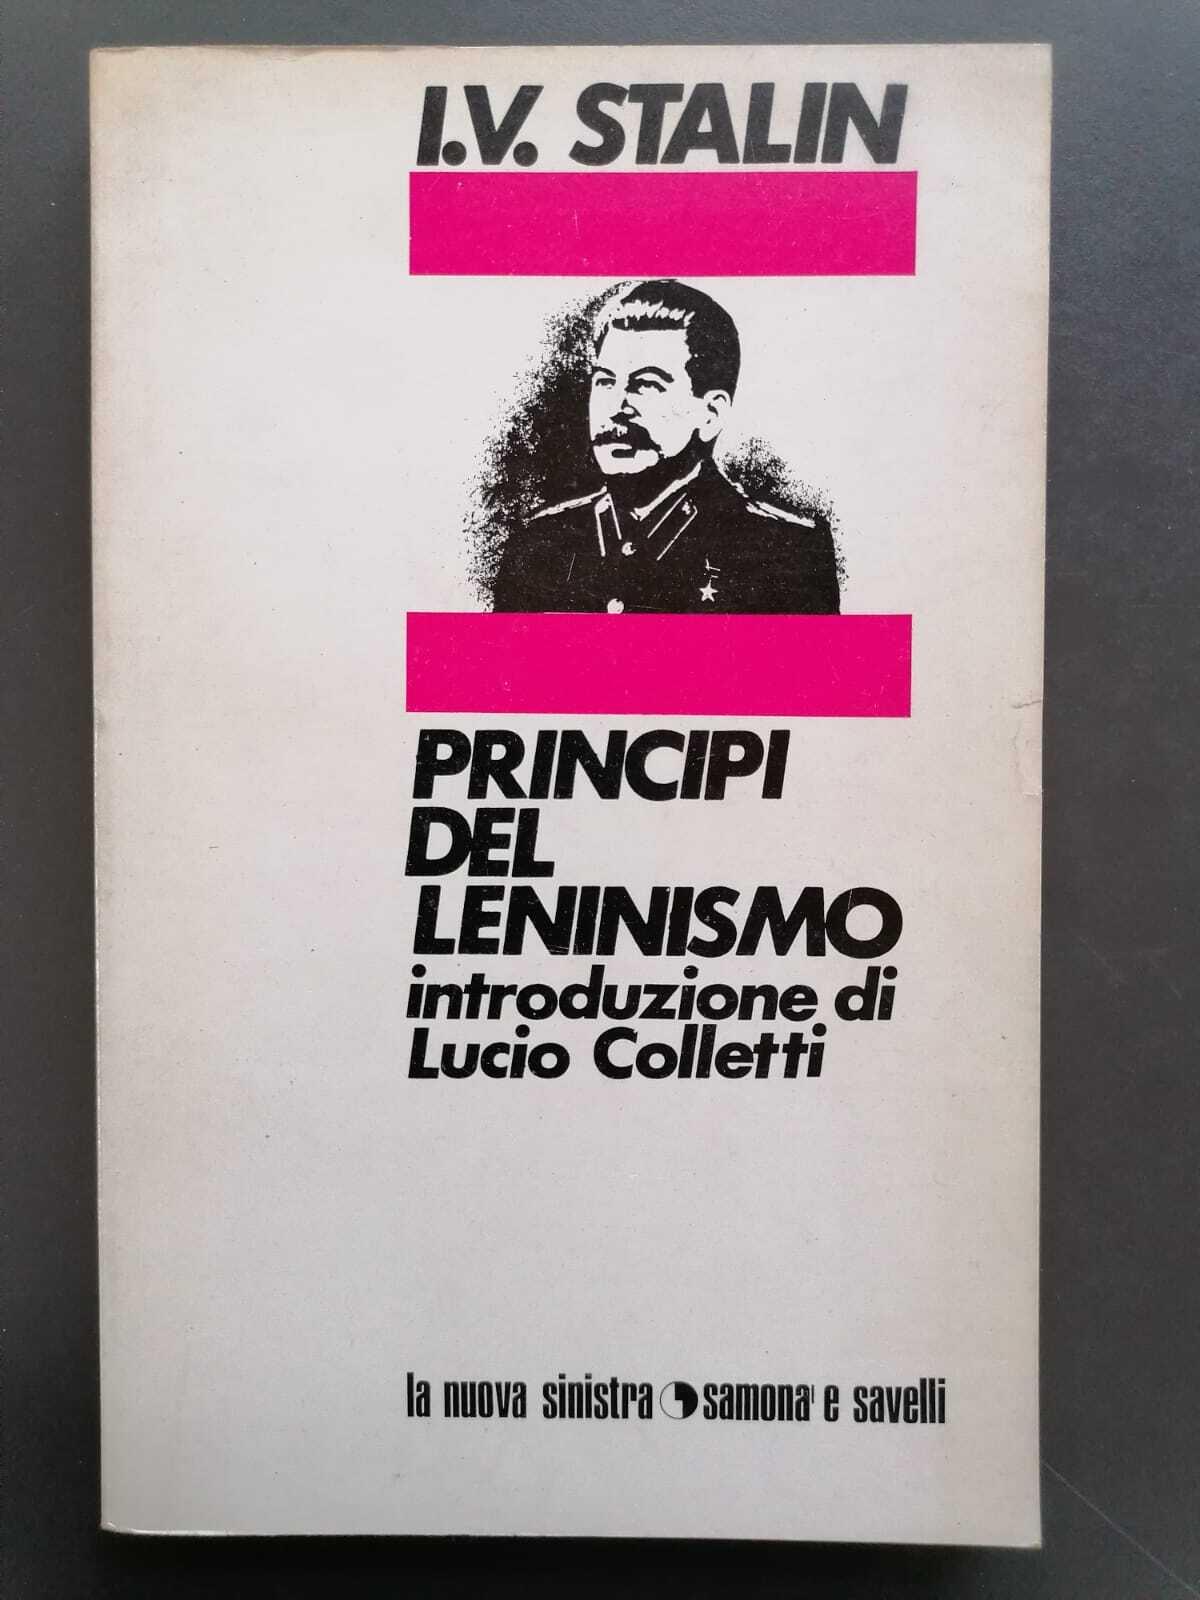 I.V. STALIN
PRINCIPI
DEL
LENINISMO
introduzione di
Lucio Colletti
la nuova sinistra samona' e savelli